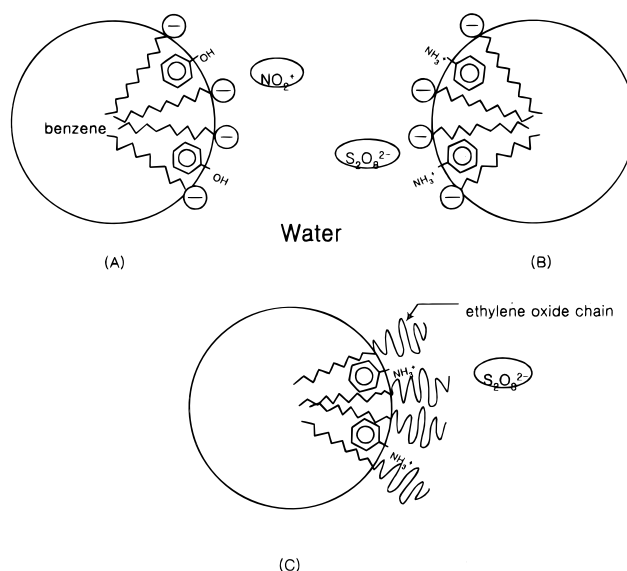 OH
NO₂⁺
benzene
OH
(A)
NH₃⁺
S₂O₈²⁻
NH₃⁺
(B)
Water
ethylene oxide chain
NH₃⁺
S₂O₈²⁻
NH₃⁺
(C)